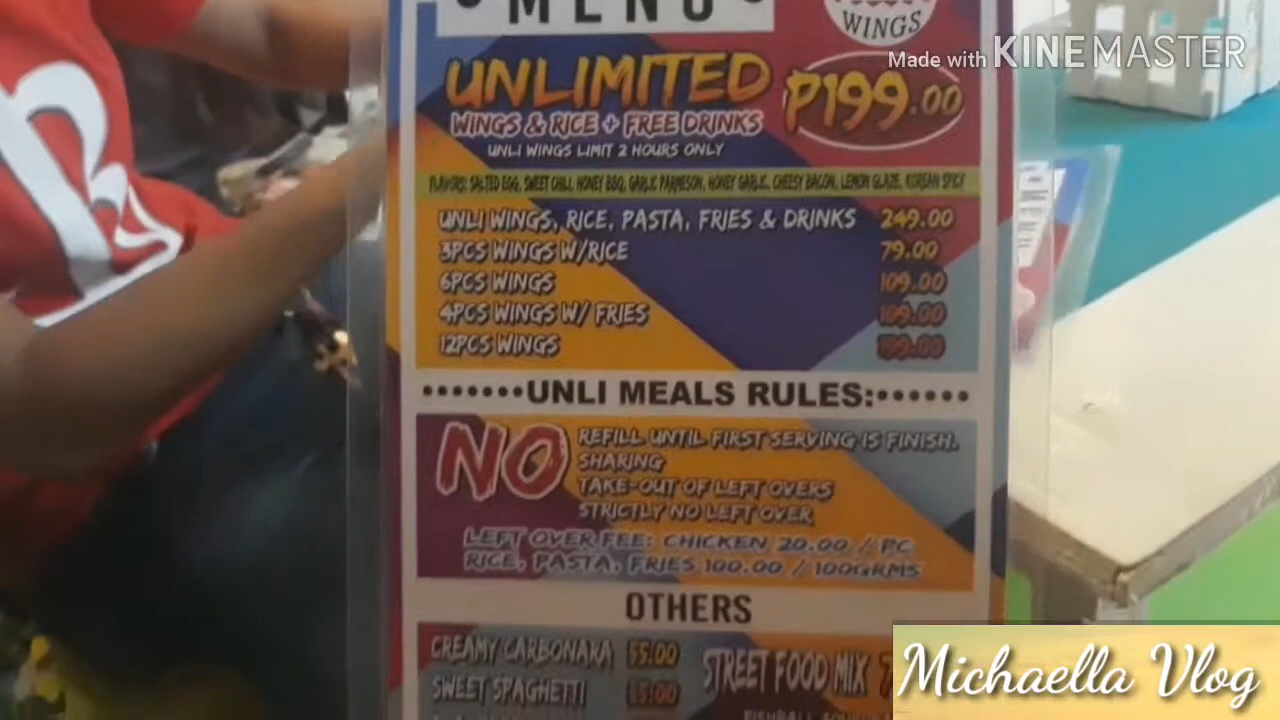 MENU
WINGS
Made with KINEMASTER
UNLIMITED
₱199.00
WINGS & RICE + FREE DRINKS
UNLI WINGS LIMIT 2 HOURS ONLY
FLAVORS: SALTED EGG, SWEET CHILI, HONEY BBQ, GARLIC PARMESON, HONEY GARLIC, CHEESY BACON, LEMON GLAZE, KOREAN SPICY
UNLI WINGS, RICE, PASTA, FRIES & DRINKS 249.00
3PCS WINGS W/RICE 79.00
6PCS WINGS 109.00
4PCS WINGS W/ FRIES 109.00
12PCS WINGS 199.00
UNLI MEALS RULES:
NO
REFILL UNTIL FIRST SERVING IS FINISH.
SHARING
TAKE-OUT OF LEFT OVERS
STRICTLY NO LEFT OVER
LEFT OVER FEE: CHICKEN 20.00 / PC
RICE, PASTA, FRIES 100.00 / 100GRMS
OTHERS
CREAMY CARBONARA
STREET FOOD MIX
SWEET SPAGHETTI
Michaella Vlog